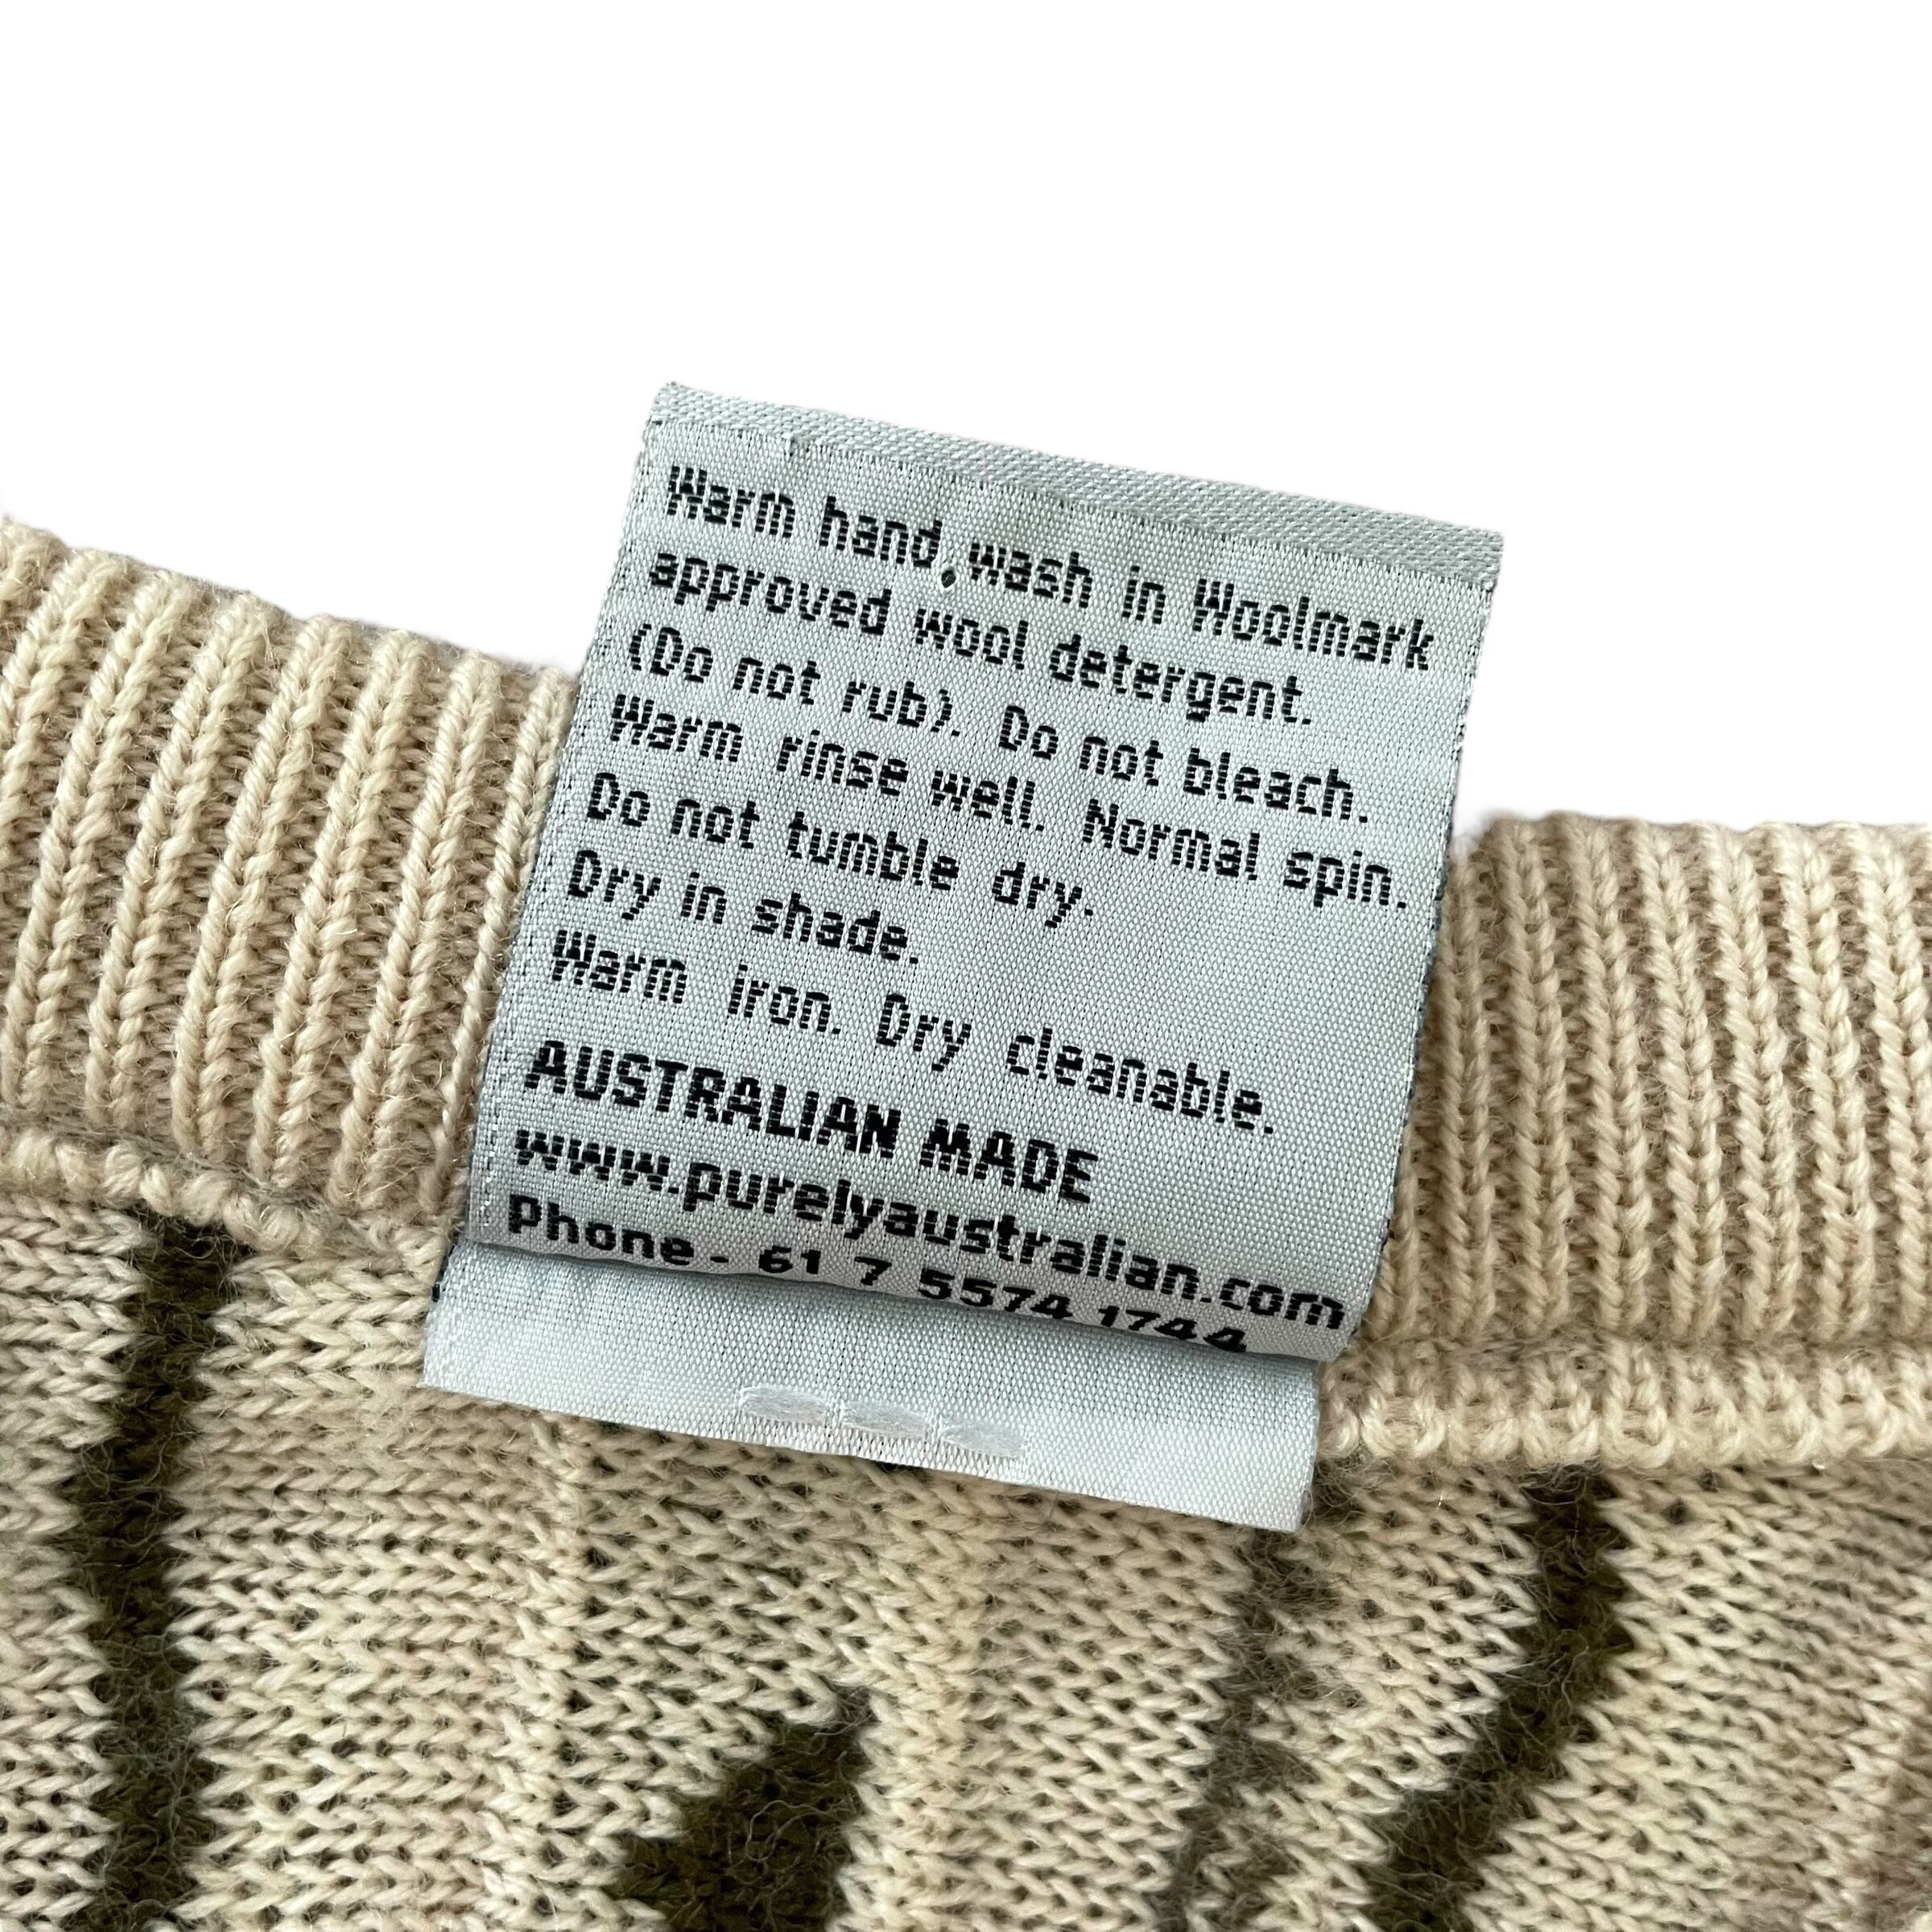 Warm hand wash in Woolmark
approved wool detergent.
(Do not rub). Do not bleach.
Warm rinse well. Normal spin.
Do not tumble dry.
Dry in shade.
Warm iron. Dry cleanable.
AUSTRALIAN MADE
www.purelyaustralian.com
Phone - 61 7 5574 1744